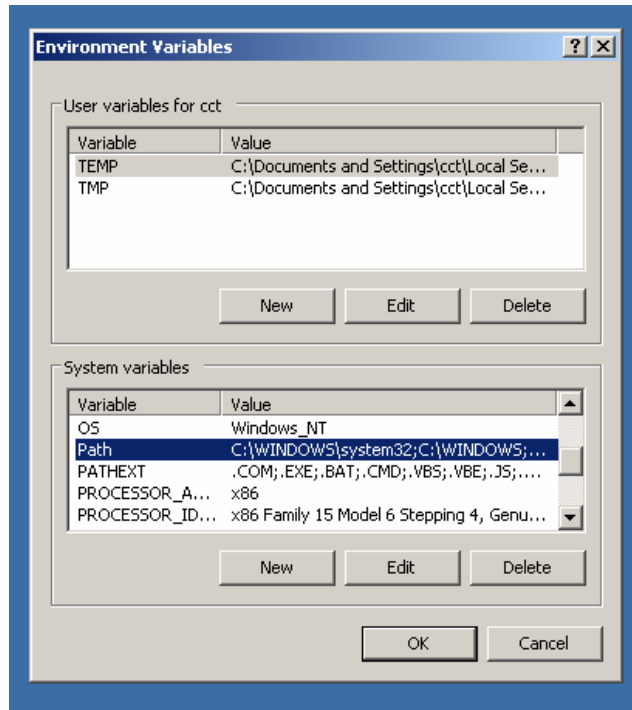 Environment Variables
User variables for cct
Variable Value
TEMP C:\Documents and Settings\cct\Local Se...
TMP C:\Documents and Settings\cct\Local Se...
New Edit Delete
System variables
Variable Value
OS Windows_NT
Path C:\WINDOWS\system32;C:\WINDOWS;...
PATHEXT .COM;.EXE;.BAT;.CMD;.VBS;.VBE;.JS;....
PROCESSOR_A... x86
PROCESSOR_ID... x86 Family 15 Model 6 Stepping 4, Genu...
New Edit Delete
OK Cancel